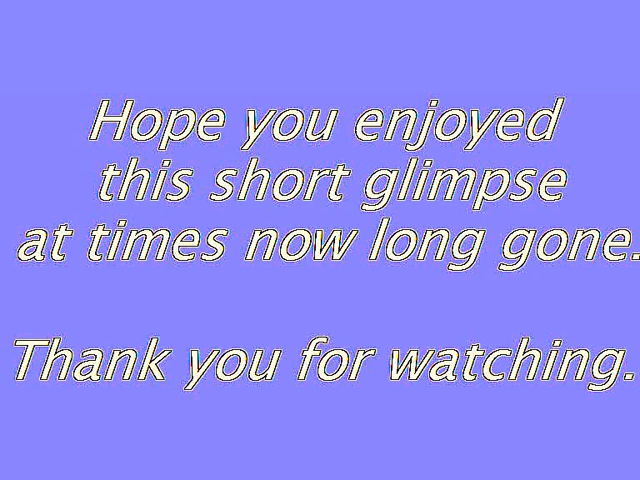 Hope you enjoyed
this short glimpse
at times now long gone.
Thank you for watching.